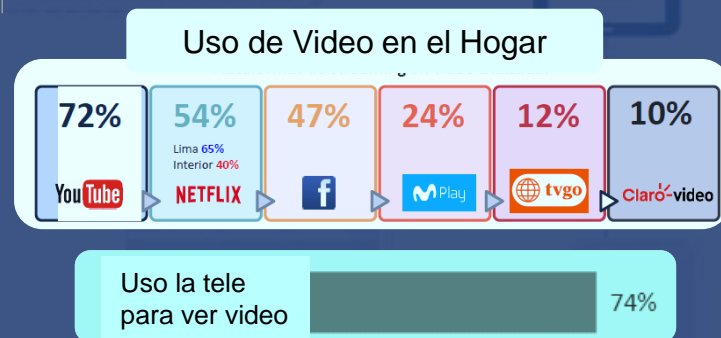 Uso de Video en el Hogar
72%
54%
47%
24%
12%
10%
Lima 65%
Interior 40%
YouTube
NETFLIX
f
Play
tvgo
Claro-video
Uso la tele
para ver video
74%